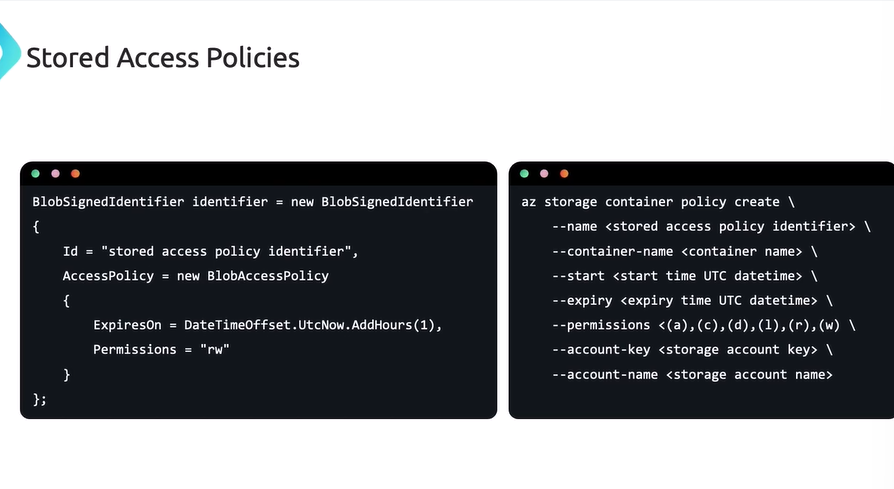 Stored Access Policies
BlobSignedIdentifier identifier = new BlobSignedIdentifier
{
    Id = "stored access policy identifier",
    AccessPolicy = new BlobAccessPolicy
    {
        ExpiresOn = DateTimeOffset.UtcNow.AddHours(1),
        Permissions = "rw"
    }
};
az storage container policy create \
    --name <stored access policy identifier> \
    --container-name <container name> \
    --start <start time UTC datetime> \
    --expiry <expiry time UTC datetime> \
    --permissions <(a),(c),(d),(l),(r),(w) \
    --account-key <storage account key> \
    --account-name <storage account name>